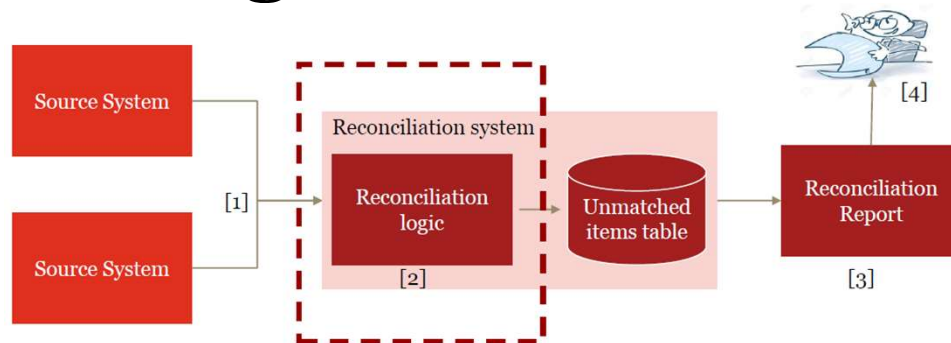 Source System
Source System
[1]
Reconciliation system
Reconciliation
logic
[2]
Unmatched
items table
Reconciliation
Report
[3]
[4]